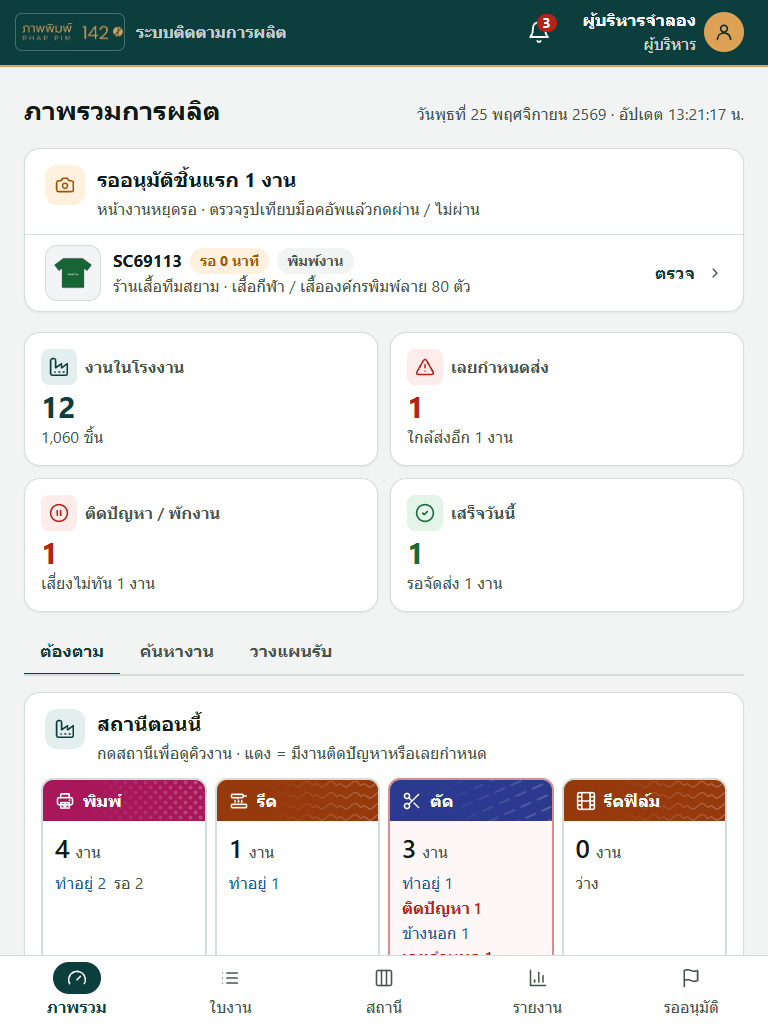 ภาพพิมพ์
PHAP PIM
142
ระบบติดตามการผลิต
3
ผู้บริหารจำลอง
ผู้บริหาร
ภาพรวมการผลิต
วันพุธที่ 25 พฤศจิกายน 2569 · อัปเดต 13:21:17 น.
รออนุมัติชิ้นแรก 1 งาน
หน้างานหยุดรอ · ตรวจรูปเทียบม็อคอัพแล้วกดผ่าน / ไม่ผ่าน
SC69113 รอ 0 นาที พิมพ์งาน
ร้านเสื้อทีมสยาม · เสื้อกีฬา / เสื้อองค์กรพิมพ์ลาย 80 ตัว
ตรวจ
งานในโรงงาน
12
1,060 ชิ้น
เลยกำหนดส่ง
1
ใกล้ส่งอีก 1 งาน
ติดปัญหา / พักงาน
1
เสี่ยงไม่ทัน 1 งาน
เสร็จวันนี้
1
รอจัดส่ง 1 งาน
ต้องตาม ค้นหางาน วางแผนรับ
สถานีตอนนี้
กดสถานีเพื่อดูคิวงาน · แดง = มีงานติดปัญหาหรือเลยกำหนด
พิมพ์
4 งาน
ทำอยู่ 2 รอ 2
รีด
1 งาน
ทำอยู่ 1
ตัด
3 งาน
ทำอยู่ 1
ติดปัญหา 1
ข้างนอก 1
รีดฟิล์ม
0 งาน
ว่าง
ภาพรวม
ใบงาน
สถานี
รายงาน
รออนุมัติ